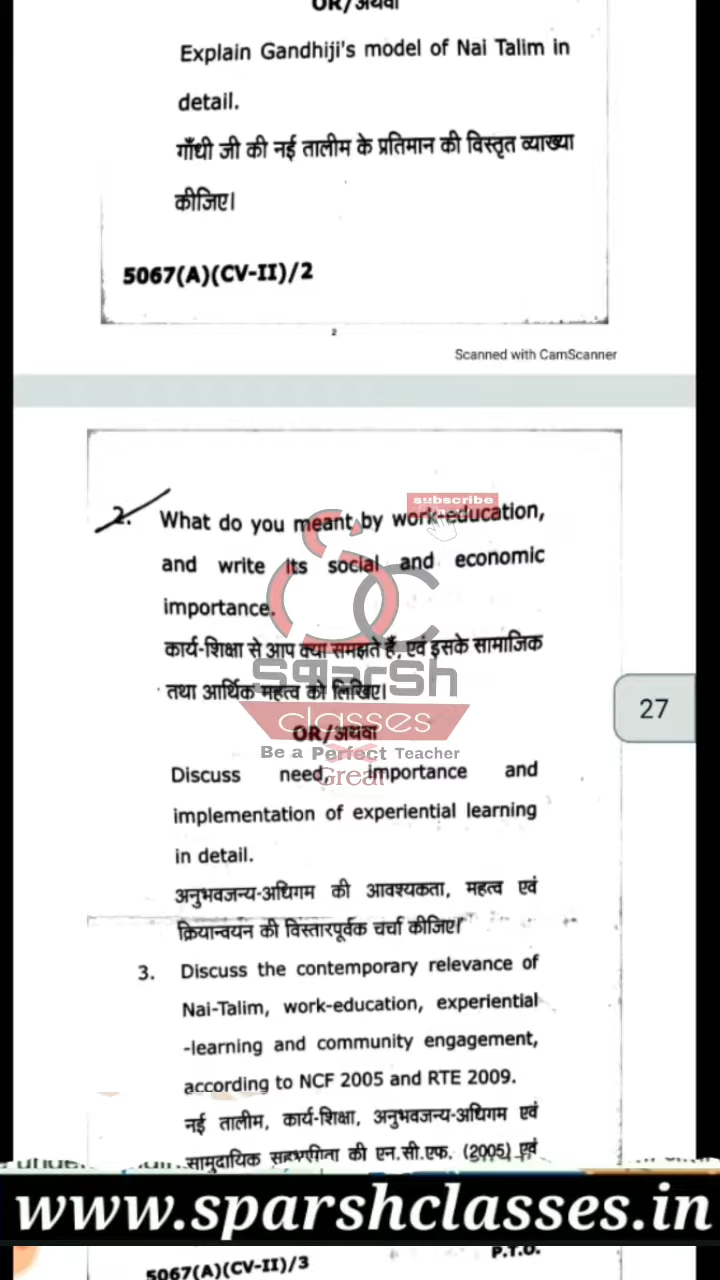 OR/अथवा
Explain Gandhiji's model of Nai Talim in
detail.
गाँधी जी की नई तालीम के प्रतिमान की विस्तृत व्याख्या
कीजिए।
5067(A)(CV-II)/2
2
Scanned with CamScanner
subscribe
2. What do you meant by work-education,
and write its social and economic
importance.
कार्य-शिक्षा से आप क्या समझते हैं, एवं इसके सामाजिक
तथा आर्थिक महत्व को लिखिए।
Sparsh
classes
27
OR/अथवा
Be a Perfect Teacher
Great
Discuss need, importance and
implementation of experiential learning
in detail.
अनुभवजन्य-अधिगम की आवश्यकता, महत्व एवं
क्रियान्वयन की विस्तारपूर्वक चर्चा कीजिए।
3. Discuss the contemporary relevance of
Nai-Talim, work-education, experiential
-learning and community engagement,
according to NCF 2005 and RTE 2009.
नई तालीम, कार्य-शिक्षा, अनुभवजन्य-अधिगम एवं
सामुदायिक सहभागिता की एन.सी.एफ. (2005) एवं
www.sparshclasses.in
P.T.O.
5067(A)(CV-II)/3